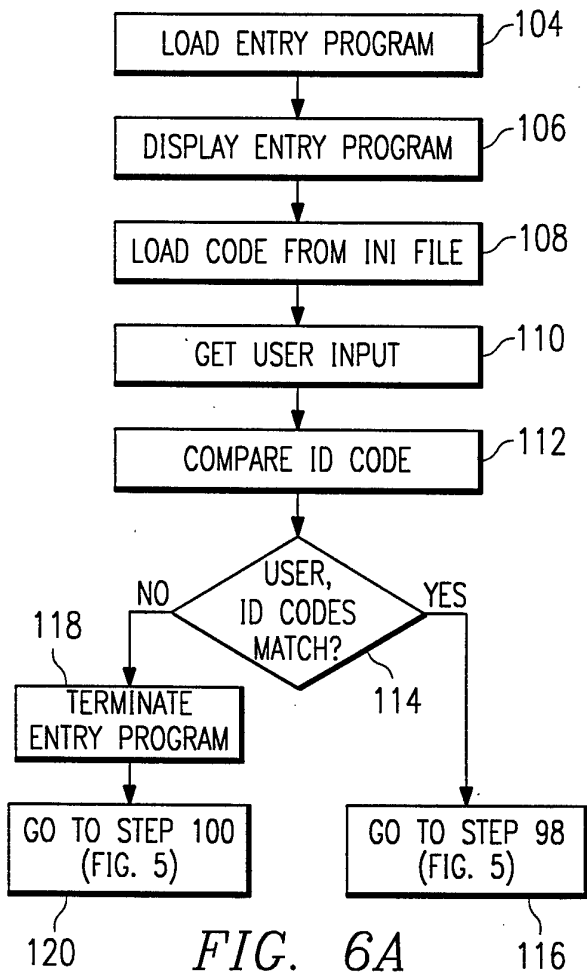 LOAD ENTRY PROGRAM
104
DISPLAY ENTRY PROGRAM
106
LOAD CODE FROM INI FILE
108
GET USER INPUT
110
COMPARE ID CODE
112
USER,
ID CODES
MATCH?
NO
YES
114
118
TERMINATE
ENTRY PROGRAM
GO TO STEP 100
(FIG. 5)
120
GO TO STEP 98
(FIG. 5)
116
FIG. 6A